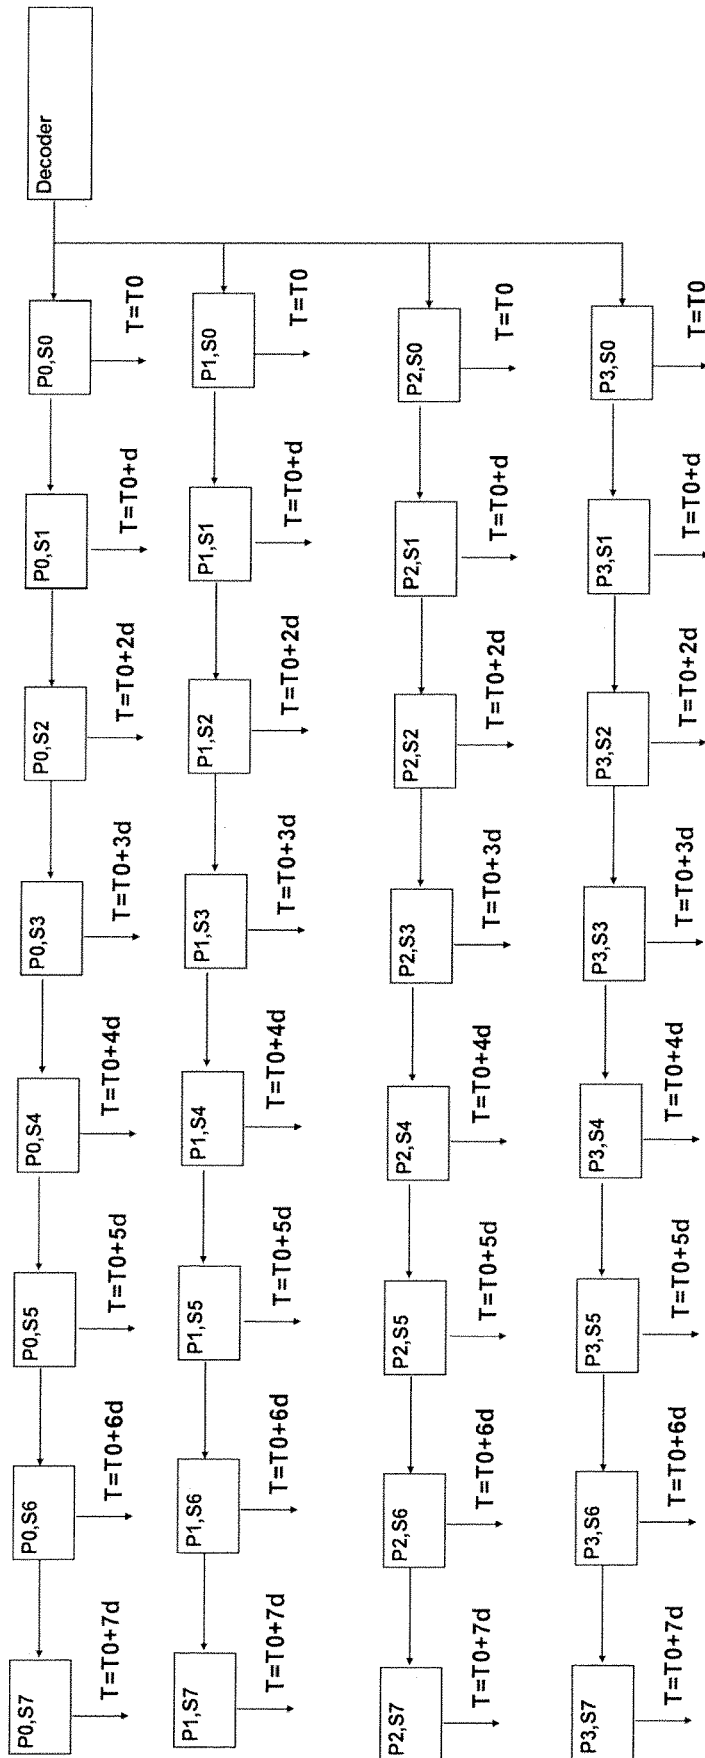 P0,S7
P0,S6
P0,S5
P0,S4
P0,S3
P0,S2
P0,S1
P0,S0
Decoder
T=T0+7d
T=T0+6d
T=T0+5d
T=T0+4d
T=T0+3d
T=T0+2d
T=T0+d
T=T0
P1,S7
P1,S6
P1,S5
P1,S4
P1,S3
P1,S2
P1,S1
P1,S0
T=T0+7d
T=T0+6d
T=T0+5d
T=T0+4d
T=T0+3d
T=T0+2d
T=T0+d
T=T0
P2,S7
P2,S6
P2,S5
P2,S4
P2,S3
P2,S2
P2,S1
P2,S0
T=T0+7d
T=T0+6d
T=T0+5d
T=T0+4d
T=T0+3d
T=T0+2d
T=T0+d
T=T0
P3,S7
P3,S6
P3,S5
P3,S4
P3,S3
P3,S2
P3,S1
P3,S0
T=T0+7d
T=T0+6d
T=T0+5d
T=T0+4d
T=T0+3d
T=T0+2d
T=T0+d
T=T0